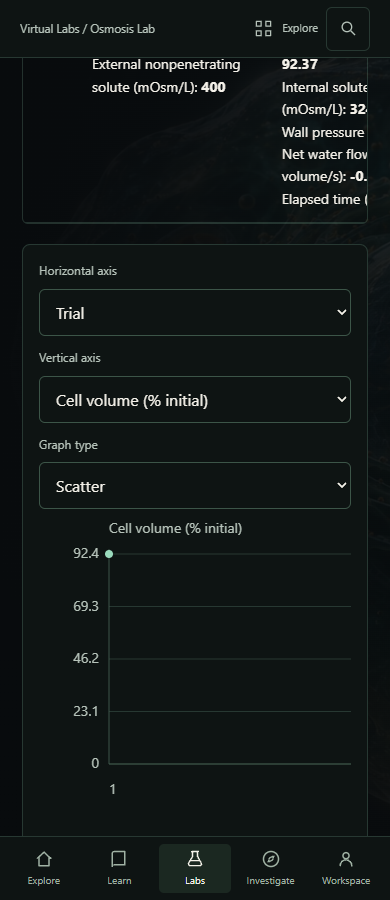 Virtual Labs / Osmosis Lab
Explore
External nonpenetrating
solute (mOsm/L): 400
92.37
Internal solute
(mOsm/L): 32
Wall pressure
Net water flow
volume/s): -0.
Elapsed time (
Horizontal axis
Trial
Vertical axis
Cell volume (% initial)
Graph type
Scatter
Cell volume (% initial)
92.4
69.3
46.2
23.1
0
1
Explore
Learn
Labs
Investigate
Workspace